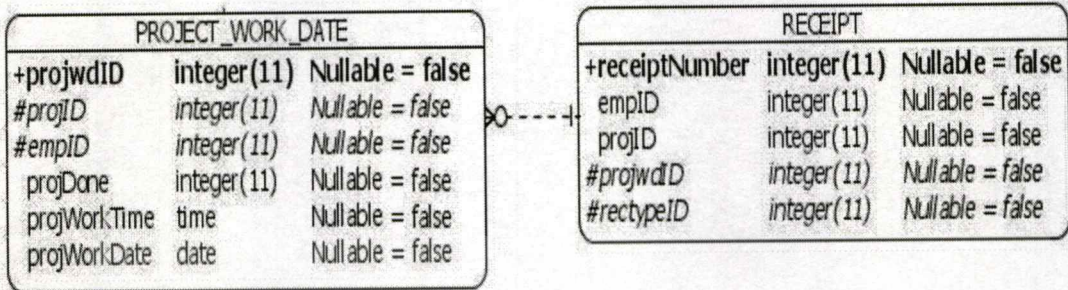 PROJECT_WORK_DATE
+projwdID integer(11) Nullable = false
#projID integer(11) Nullable = false
#empID integer(11) Nullable = false
projDone integer(11) Nullable = false
projWorkTime time Nullable = false
projWorkDate date Nullable = false
RECEIPT
+receiptNumber integer(11) Nullable = false
empID integer(11) Nullable = false
projID integer(11) Nullable = false
#projwdID integer(11) Nullable = false
#rectypeID integer(11) Nullable = false